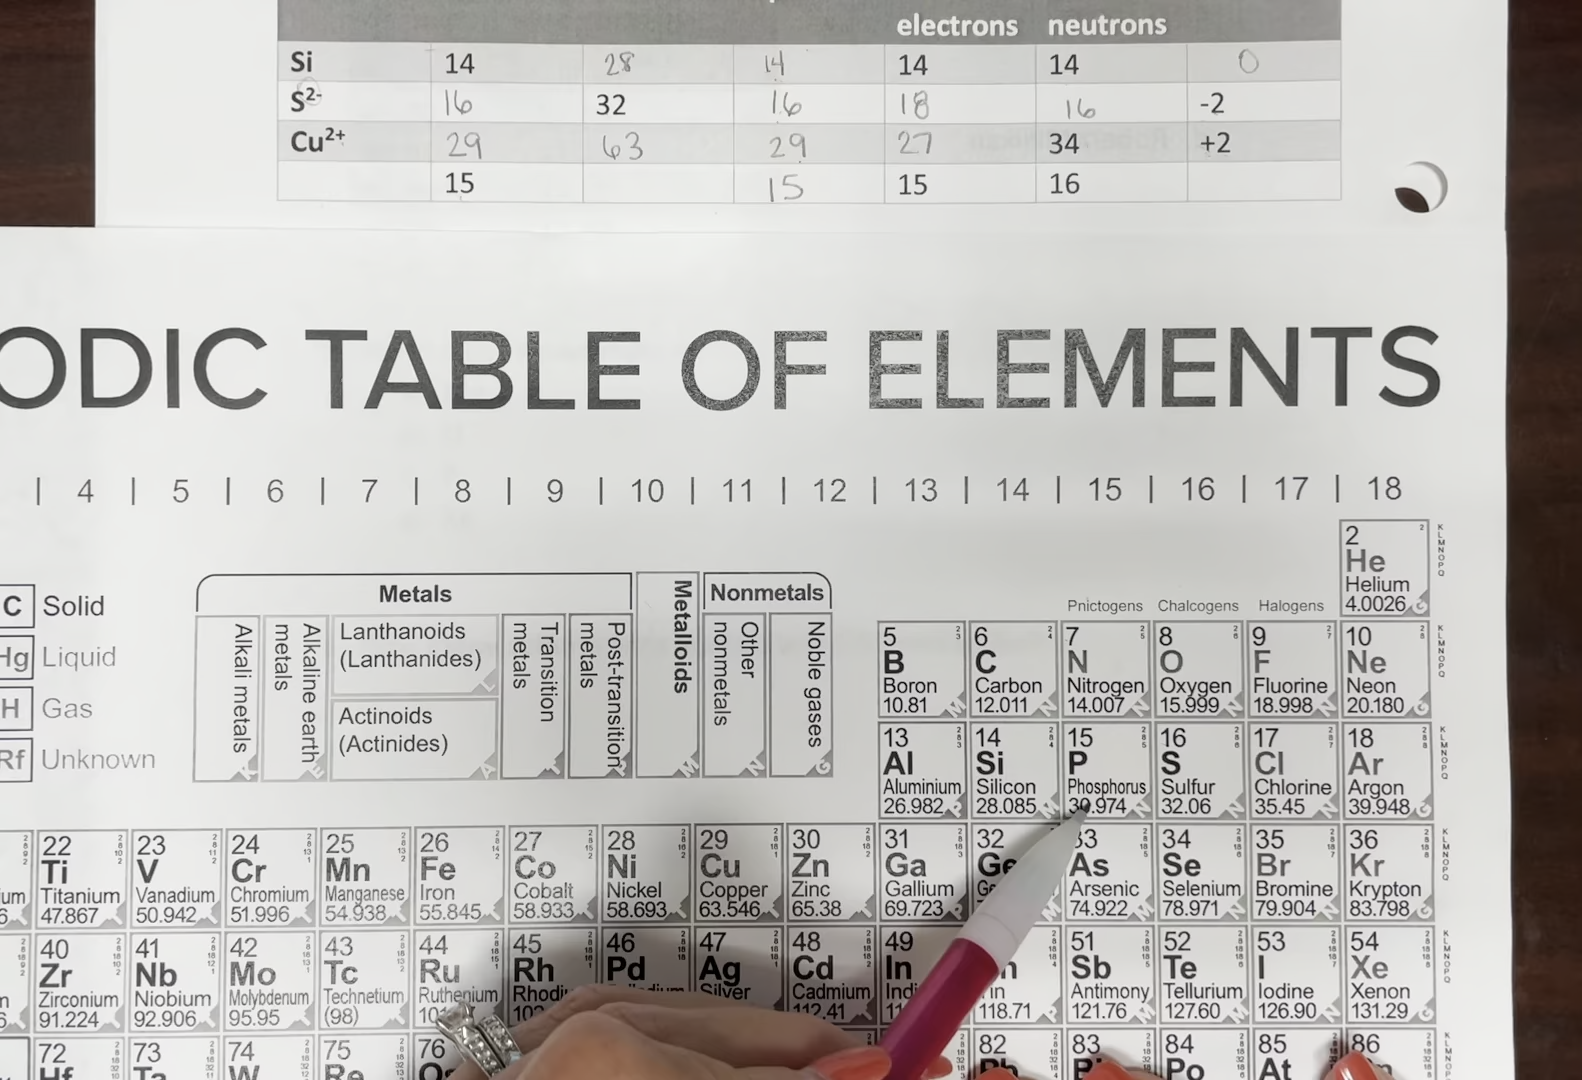 electrons neutrons
Si 14 28 14 14 14 0
S²⁻ 16 32 16 18 16 -2
Cu²⁺ 29 63 29 27 34 +2
15 15 15 16
ODIC TABLE OF ELEMENTS
4 | 5 | 6 | 7 | 8 | 9 | 10 | 11 | 12 | 13 | 14 | 15 | 16 | 17 | 18
C Solid
Hg Liquid
H Gas
Rf Unknown
Metals
Metalloids
Nonmetals
Alkali metals
Alkaline earth metals
Lanthanoids (Lanthanides)
Actinoids (Actinides)
Transition metals
Post-transition metals
Other nonmetals
Noble gases
Pnictogens Chalcogens Halogens
2
He
Helium
4.0026
5 6 7 8 9 10
B C N O F Ne
Boron Carbon Nitrogen Oxygen Fluorine Neon
10.81 12.011 14.007 15.999 18.998 20.180
13 14 15 16 17 18
Al Si P S Cl Ar
Aluminium Silicon Phosphorus Sulfur Chlorine Argon
26.982 28.085 30.974 32.06 35.45 39.948
22 23 24 25 26 27 28 29 30 31 32 33 34 35 36
Ti V Cr Mn Fe Co Ni Cu Zn Ga Ge As Se Br Kr
Titanium Vanadium Chromium Manganese Iron Cobalt Nickel Copper Zinc Gallium Arsenic Selenium Bromine Krypton
47.867 50.942 51.996 54.938 55.845 58.933 58.693 63.546 65.38 69.723 74.922 78.971 79.904 83.798
40 41 42 43 44 45 46 47 48 49 51 52 53 54
Zr Nb Mo Tc Ru Rh Pd Ag Cd In Sb Te I Xe
Zirconium Niobium Molybdenum Technetium Ruthenium Silver Cadmium Antimony Tellurium Iodine Xenon
91.224 92.906 95.95 (98) 112.41 118.71 121.76 127.60 126.90 131.29
72 73 74 75 76 82 83 84 85 86
Hf Ta W Re Pb Po At